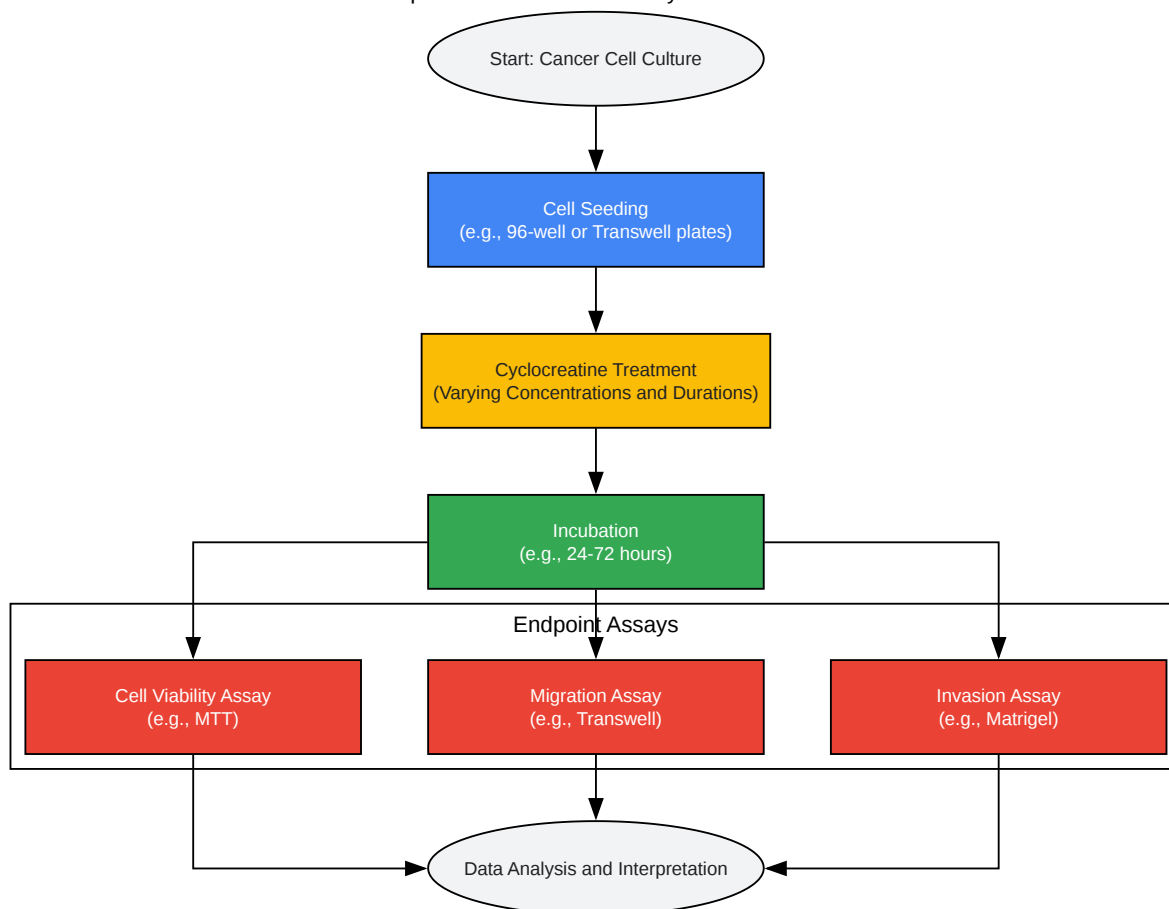 Start: Cancer Cell Culture
Cell Seeding
(e.g., 96-well or Transwell plates)
Cyclocreatine Treatment
(Varying Concentrations and Durations)
Incubation
(e.g., 24-72 hours)
Endpoint Assays
Cell Viability Assay
(e.g., MTT)
Migration Assay
(e.g., Transwell)
Invasion Assay
(e.g., Matrigel)
Data Analysis and Interpretation